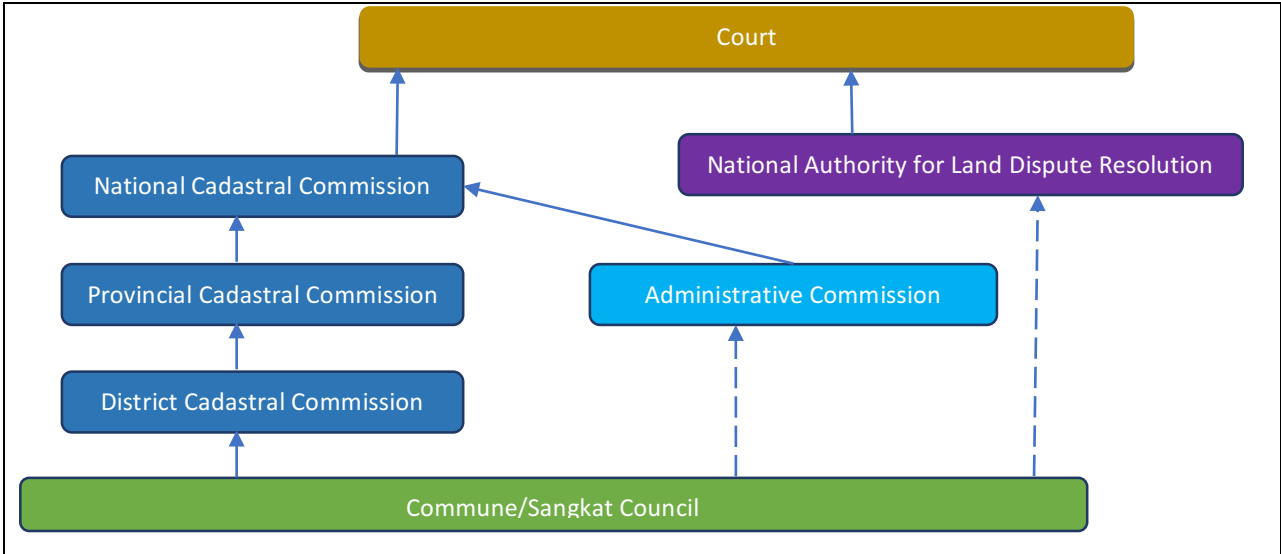 Court
National Authority for Land Dispute Resolution
National Cadastral Commission
Provincial Cadastral Commission
Administrative Commission
District Cadastral Commission
Commune/Sangkat Council